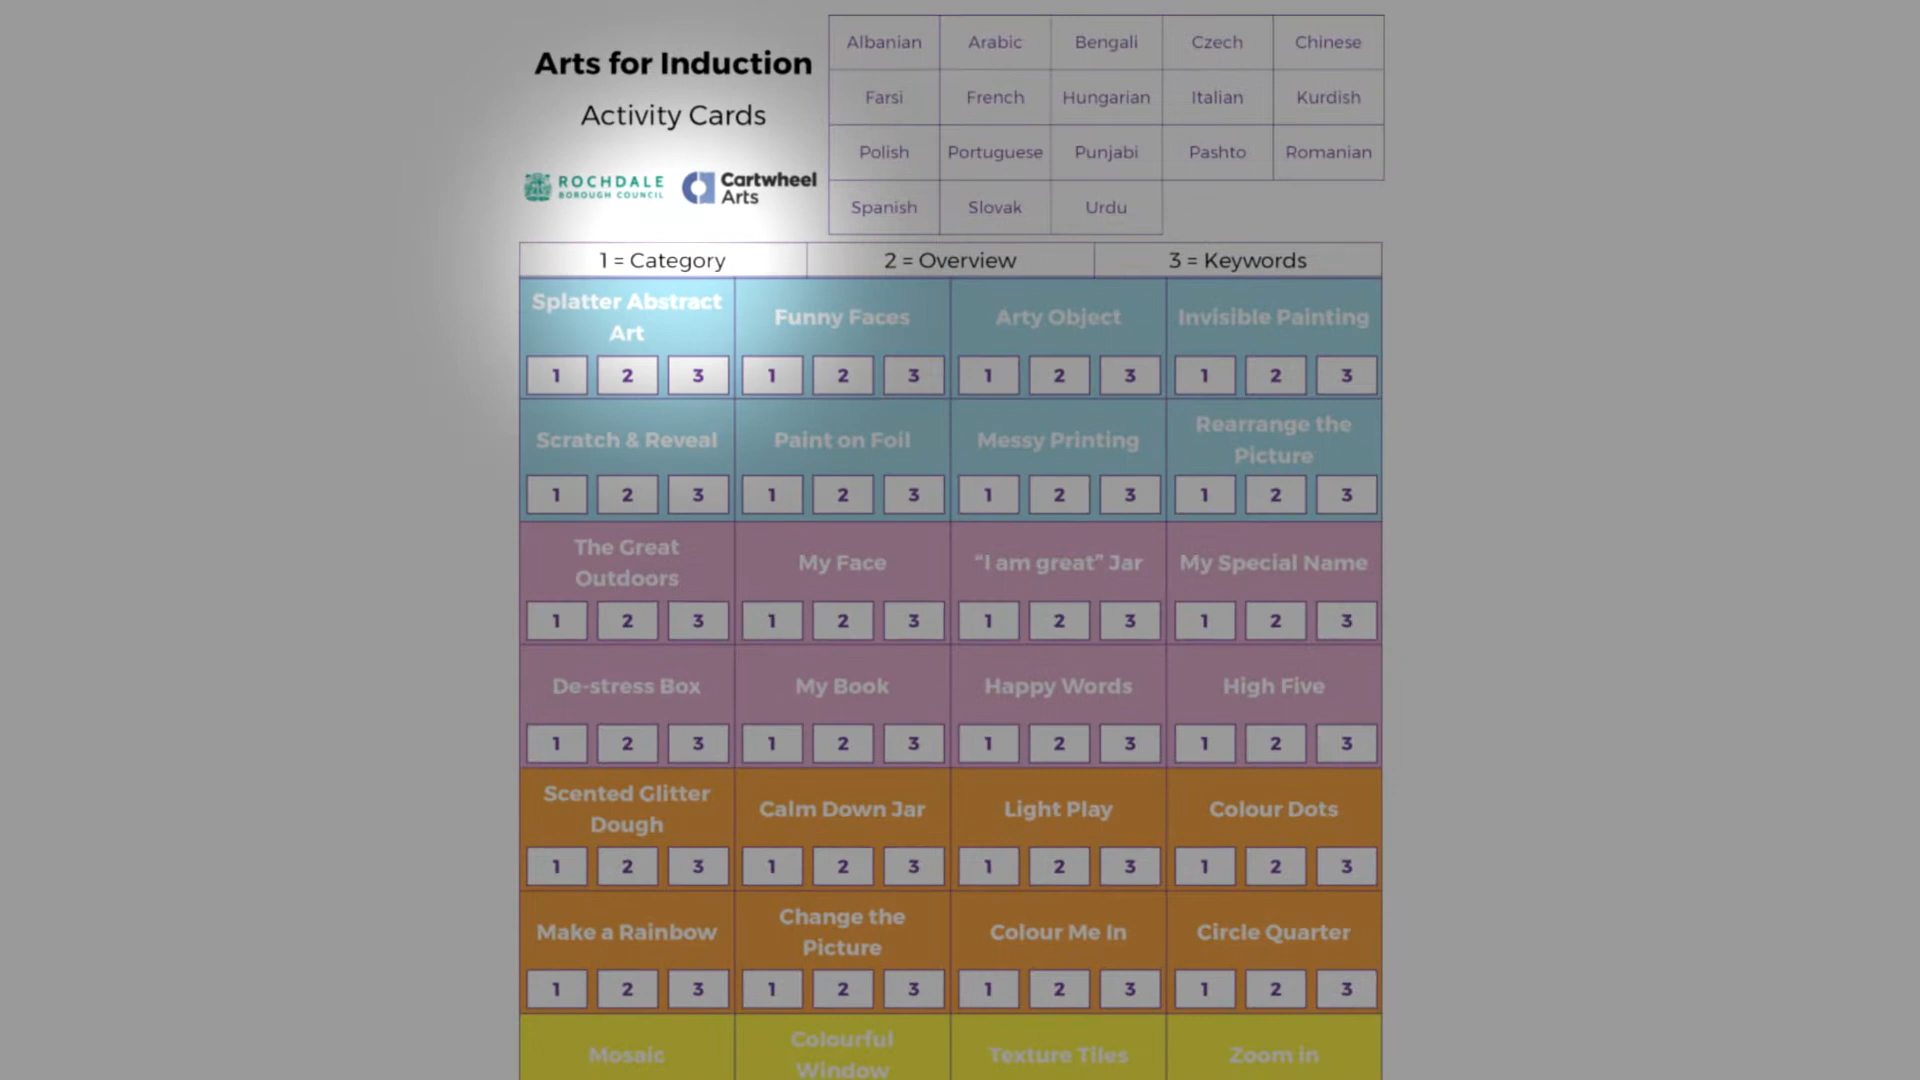 Arts for Induction
Activity Cards
ROCHDALE
BOROUGH COUNCIL
Cartwheel
Arts
Albanian Arabic Bengali Czech Chinese
Farsi French Hungarian Italian Kurdish
Polish Portuguese Punjabi Pashto Romanian
Spanish Slovak Urdu
1 = Category 2 = Overview 3 = Keywords
Splatter Abstract
Art
Funny Faces
Arty Object
Invisible Painting
1 2 3 1 2 3 1 2 3 1 2 3
Scratch & Reveal
Paint on Foil
Messy Printing
Rearrange the
Picture
1 2 3 1 2 3 1 2 3 1 2 3
The Great
Outdoors
My Face
“I am great” Jar
My Special Name
1 2 3 1 2 3 1 2 3 1 2 3
De-stress Box
My Book
Happy Words
High Five
1 2 3 1 2 3 1 2 3 1 2 3
Scented Glitter
Dough
Calm Down Jar
Light Play
Colour Dots
1 2 3 1 2 3 1 2 3 1 2 3
Make a Rainbow
Change the
Picture
Colour Me In
Circle Quarter
1 2 3 1 2 3 1 2 3 1 2 3
Mosaic
Colourful
Window
Texture Tiles
Zoom in